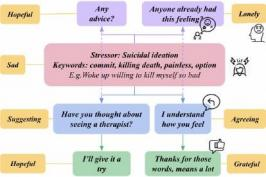 Hopeful
Any
advice?
Anyone already had
this feeling?
Lonely
Sad
Stressor: Suicidal ideation
Keywords: commit, killing death, painless, option
E.g.Woke up willing to kill myself so bad
Suggesting
Have you thought about
seeing a therapist?
I understand
how you feel
Agreeing
Hopeful
I'll give it a
try
Thanks for those
words, means a lot
Grateful